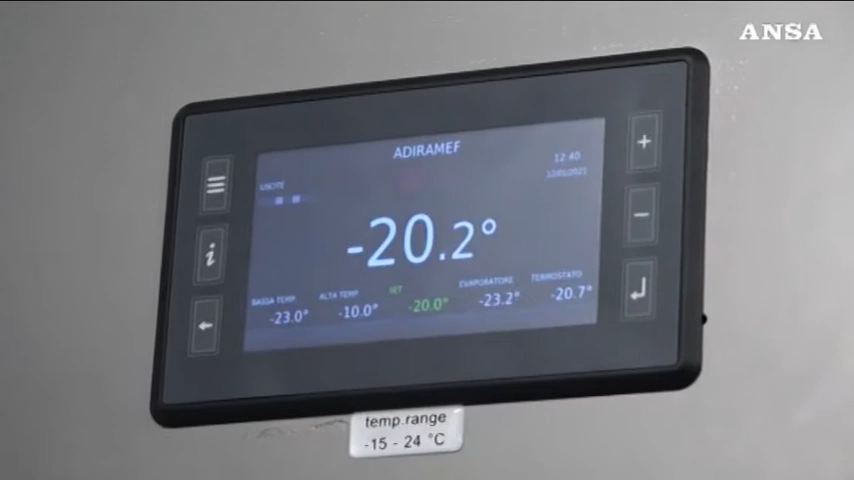 ANSA
ADIRAMEF
12:40
USCITE
-20.2°
BASSA TEMP
ALTA TEMP
SET
EVAPORATORE
TERMOSTATO
-23.0°
-10.0°
-20.0°
-23.2°
-20.7°
temp.range
-15 - 24 °C